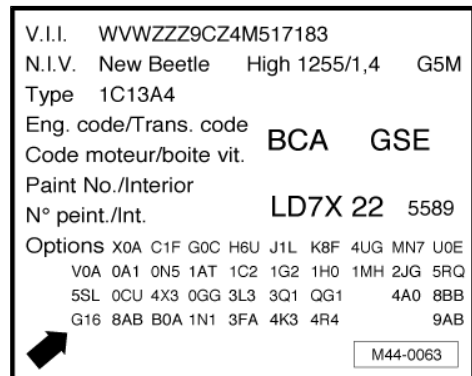 V.I.I. WVWZZZ9CZ4M517183
N.I.V. New Beetle High 1255/1,4 G5M
Type 1C13A4
Eng. code/Trans. code
Code moteur/boite vit. BCA GSE
Paint No./Interior
N° peint./Int. LD7X 22 5589
Options X0A C1F G0C H6U J1L K8F 4UG MN7 U0E
V0A 0A1 0N5 1AT 1C2 1G2 1H0 1MH 2JG 5RQ
5SL 0CU 4X3 0GG 3L3 3Q1 QG1 4A0 8BB
G16 8AB B0A 1N1 3FA 4K3 4R4 9AB
M44-0063